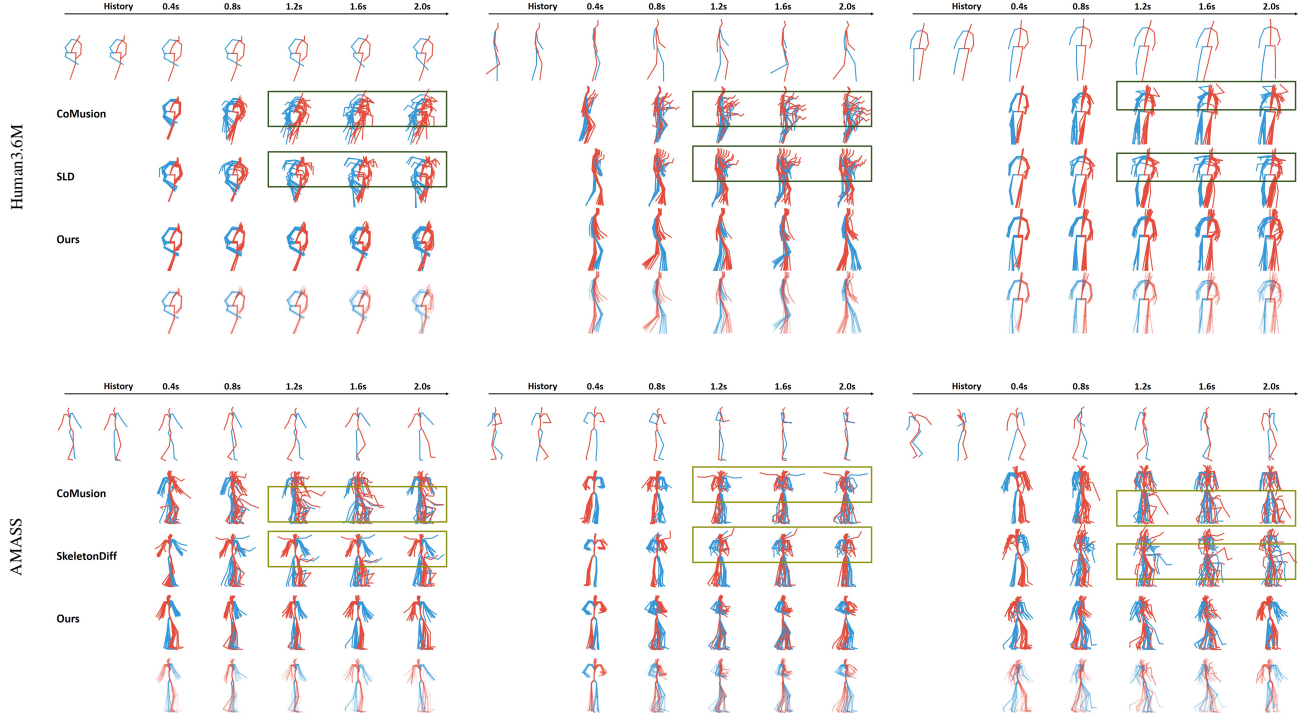 History 0.4s 0.8s 1.2s 1.6s 2.0s History 0.4s 0.8s 1.2s 1.6s 2.0s History 0.4s 0.8s 1.2s 1.6s 2.0s
Human3.6M
CoMusion
SLD
Ours
History 0.4s 0.8s 1.2s 1.6s 2.0s History 0.4s 0.8s 1.2s 1.6s 2.0s History 0.4s 0.8s 1.2s 1.6s 2.0s
AMASS
CoMusion
SkeletonDiff
Ours